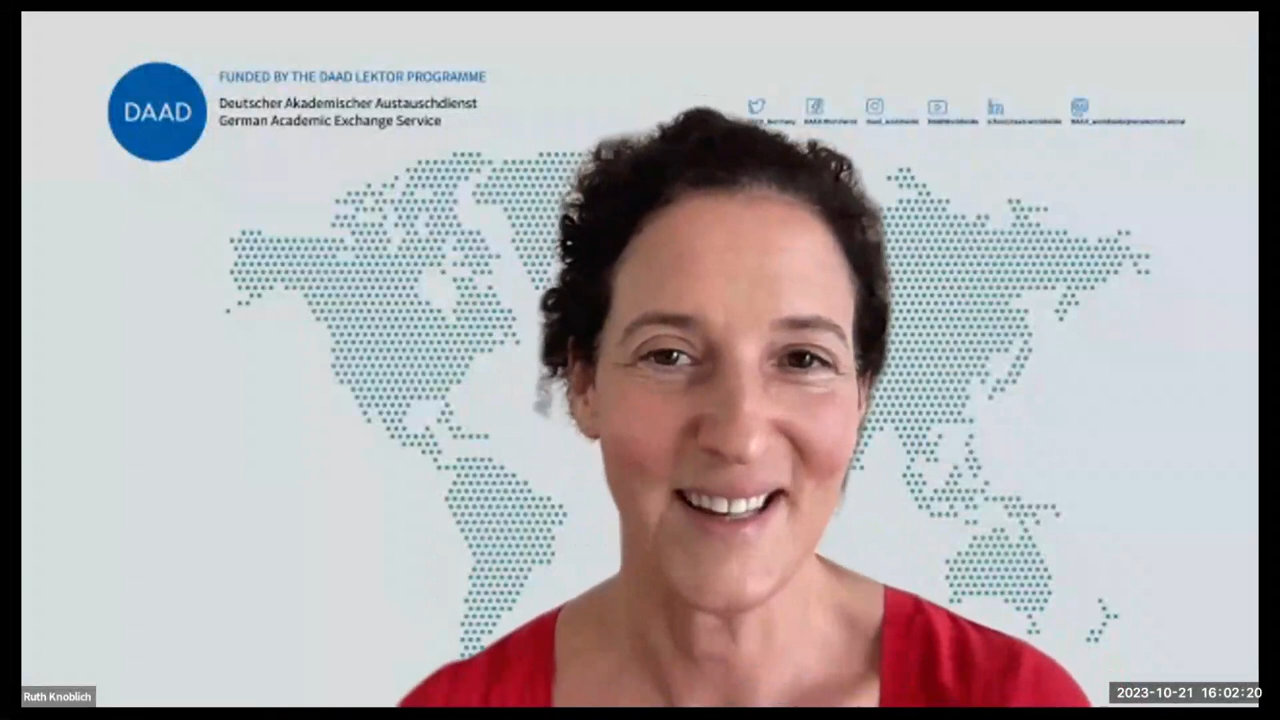 FUNDED BY THE DAAD LEKTOR PROGRAMME
DAAD
Deutscher Akademischer Austauschdienst
German Academic Exchange Service
Ruth Knoblich
2023-10-21 16:02:20